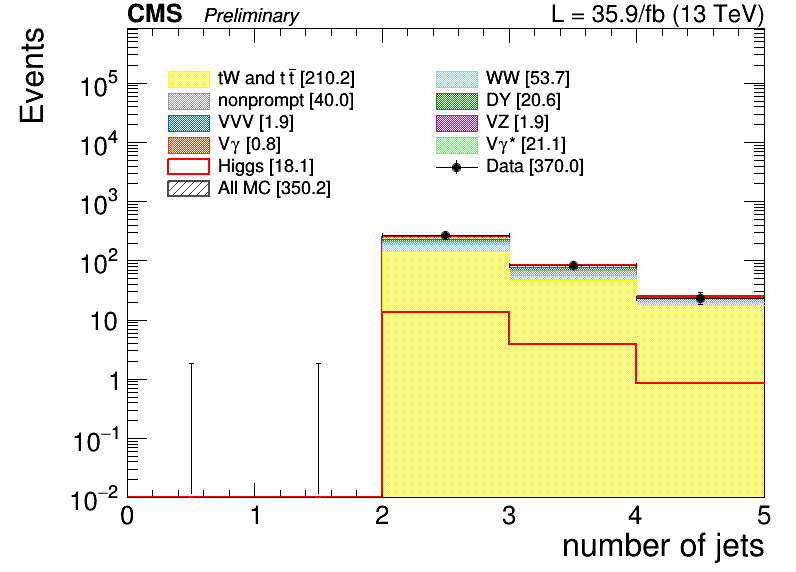 CMS Preliminary L = 35.9/fb (13 TeV)
Events
tW and t t̅ [210.2] WW [53.7]
nonprompt [40.0] DY [20.6]
VVV [1.9] VZ [1.9]
Vγ [0.8] Vγ* [21.1]
Higgs [18.1] Data [370.0]
All MC [350.2]
10⁵
10⁴
10³
10²
10
1
10⁻¹
10⁻²
0 1 2 3 4 5
number of jets